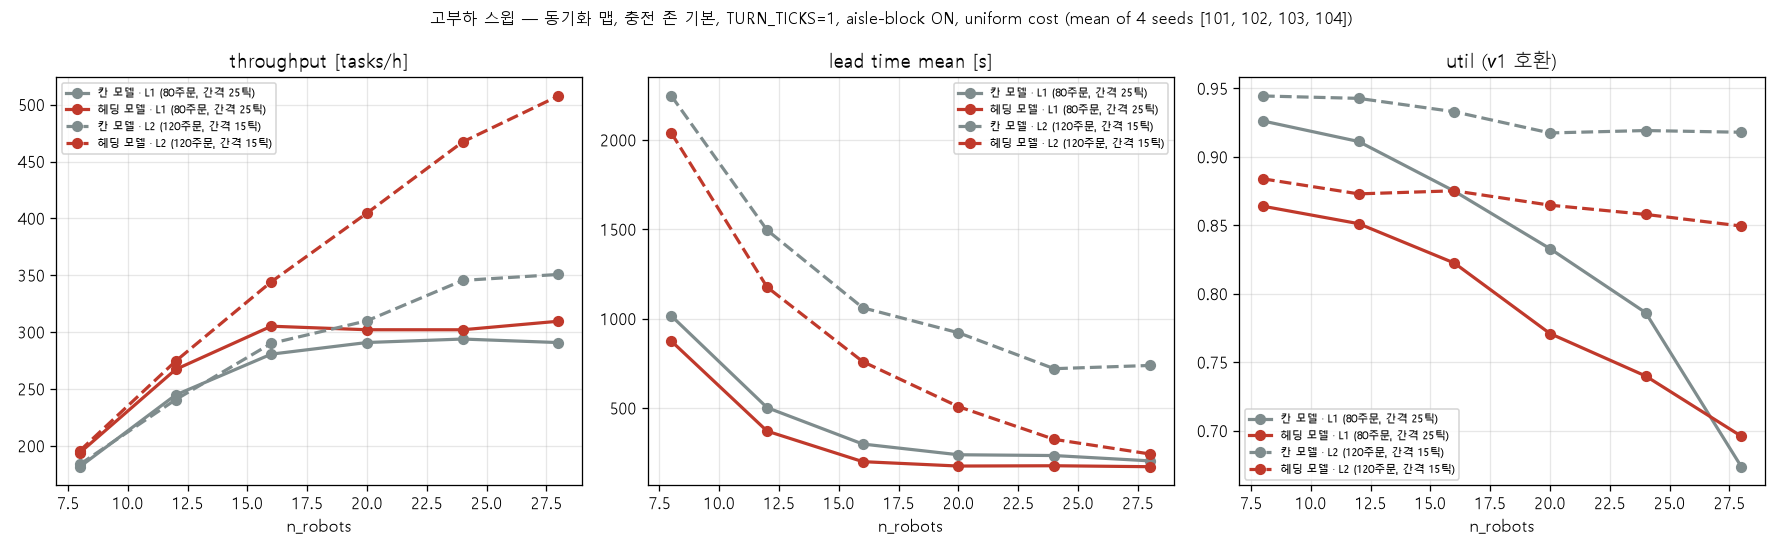 고부하 스윕 — 동기화 맵, 충전 존 기본, TURN_TICKS=1, aisle-block ON, uniform cost (mean of 4 seeds [101, 102, 103, 104])
throughput [tasks/h]
칸 모델 · L1 (80주문, 간격 25틱)
헤딩 모델 · L1 (80주문, 간격 25틱)
칸 모델 · L2 (120주문, 간격 15틱)
헤딩 모델 · L2 (120주문, 간격 15틱)
500
450
400
350
300
250
200
7.5 10.0 12.5 15.0 17.5 20.0 22.5 25.0 27.5
n_robots
lead time mean [s]
칸 모델 · L1 (80주문, 간격 25틱)
헤딩 모델 · L1 (80주문, 간격 25틱)
칸 모델 · L2 (120주문, 간격 15틱)
헤딩 모델 · L2 (120주문, 간격 15틱)
2000
1500
1000
500
7.5 10.0 12.5 15.0 17.5 20.0 22.5 25.0 27.5
n_robots
util (v1 호환)
0.95
0.90
0.85
0.80
0.75
0.70
칸 모델 · L1 (80주문, 간격 25틱)
헤딩 모델 · L1 (80주문, 간격 25틱)
칸 모델 · L2 (120주문, 간격 15틱)
헤딩 모델 · L2 (120주문, 간격 15틱)
7.5 10.0 12.5 15.0 17.5 20.0 22.5 25.0 27.5
n_robots